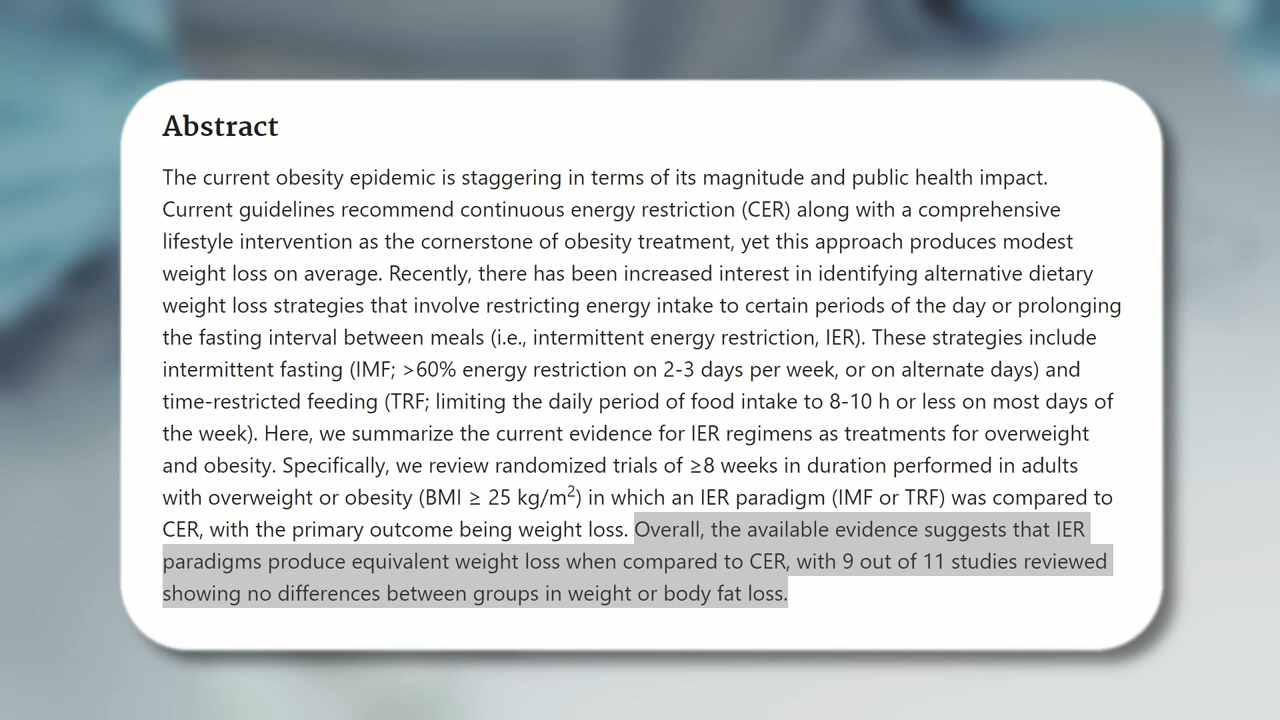 Abstract
The current obesity epidemic is staggering in terms of its magnitude and public health impact.
Current guidelines recommend continuous energy restriction (CER) along with a comprehensive
lifestyle intervention as the cornerstone of obesity treatment, yet this approach produces modest
weight loss on average. Recently, there has been increased interest in identifying alternative dietary
weight loss strategies that involve restricting energy intake to certain periods of the day or prolonging
the fasting interval between meals (i.e., intermittent energy restriction, IER). These strategies include
intermittent fasting (IMF; >60% energy restriction on 2-3 days per week, or on alternate days) and
time-restricted feeding (TRF; limiting the daily period of food intake to 8-10 h or less on most days of
the week). Here, we summarize the current evidence for IER regimens as treatments for overweight
and obesity. Specifically, we review randomized trials of ≥8 weeks in duration performed in adults
with overweight or obesity (BMI ≥ 25 kg/m²) in which an IER paradigm (IMF or TRF) was compared to
CER, with the primary outcome being weight loss. Overall, the available evidence suggests that IER
paradigms produce equivalent weight loss when compared to CER, with 9 out of 11 studies reviewed
showing no differences between groups in weight or body fat loss.